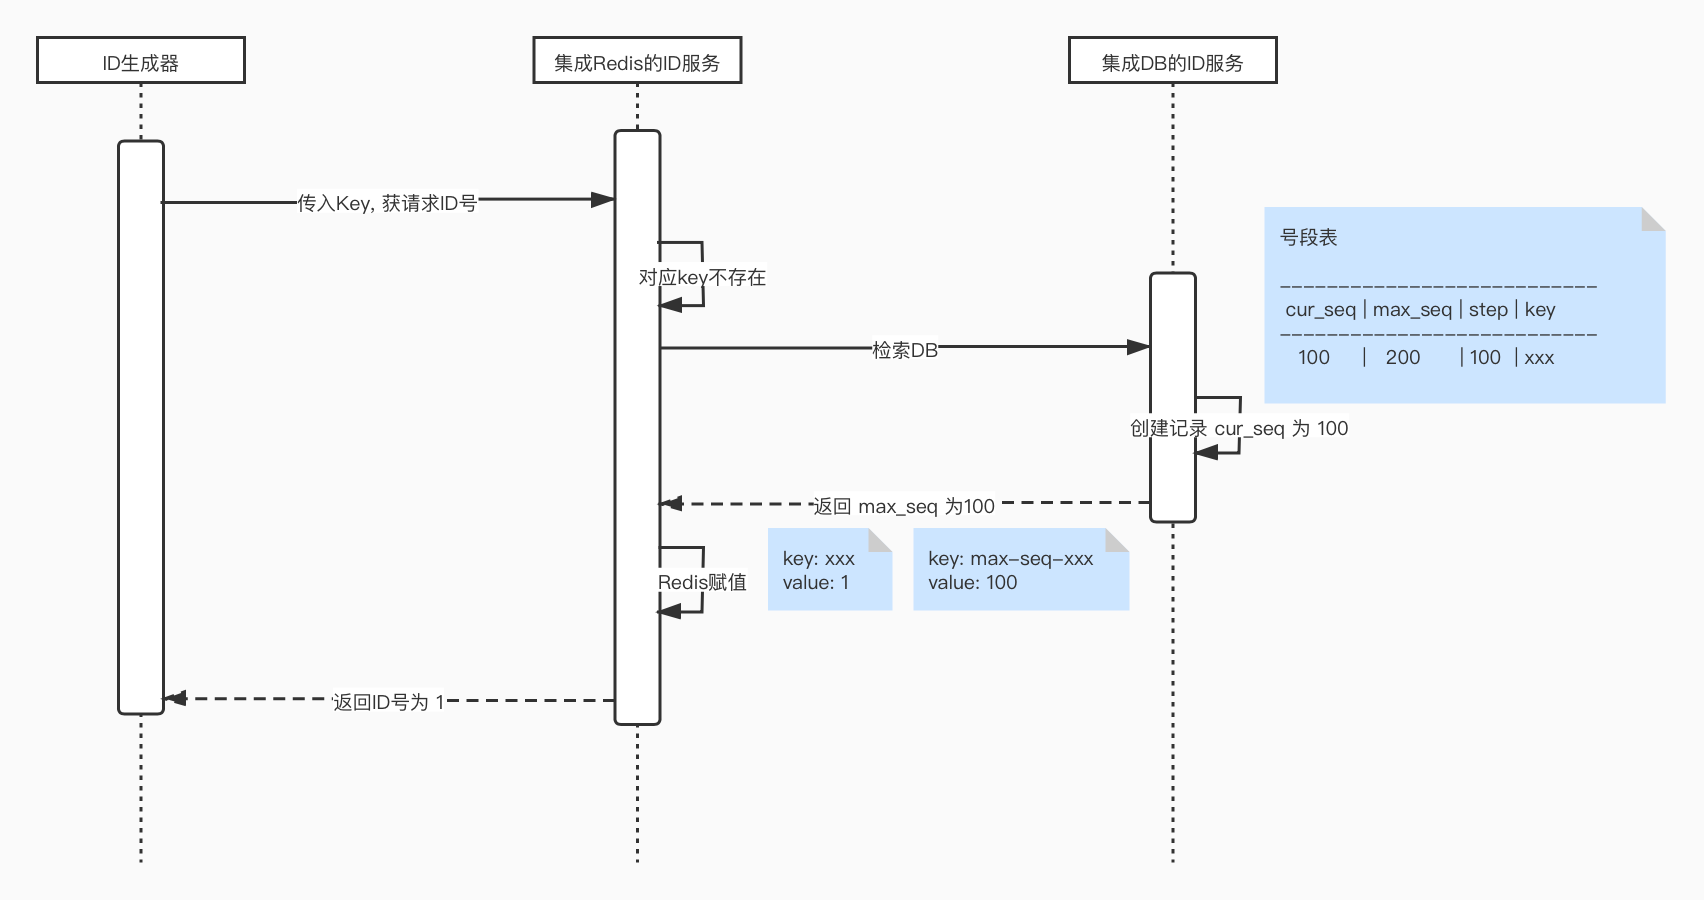 ID生成器
集成Redis的ID服务
集成DB的ID服务
传入Key, 获请求ID号
号段表
对应key不存在
------------------------------
cur_seq | max_seq | step | key
------------------------------
100 | 200 | 100 | xxx
检索DB
创建记录 cur_seq 为 100
返回 max_seq 为100
key: xxx
value: 1
key: max-seq-xxx
value: 100
Redis赋值
返回ID号为 1